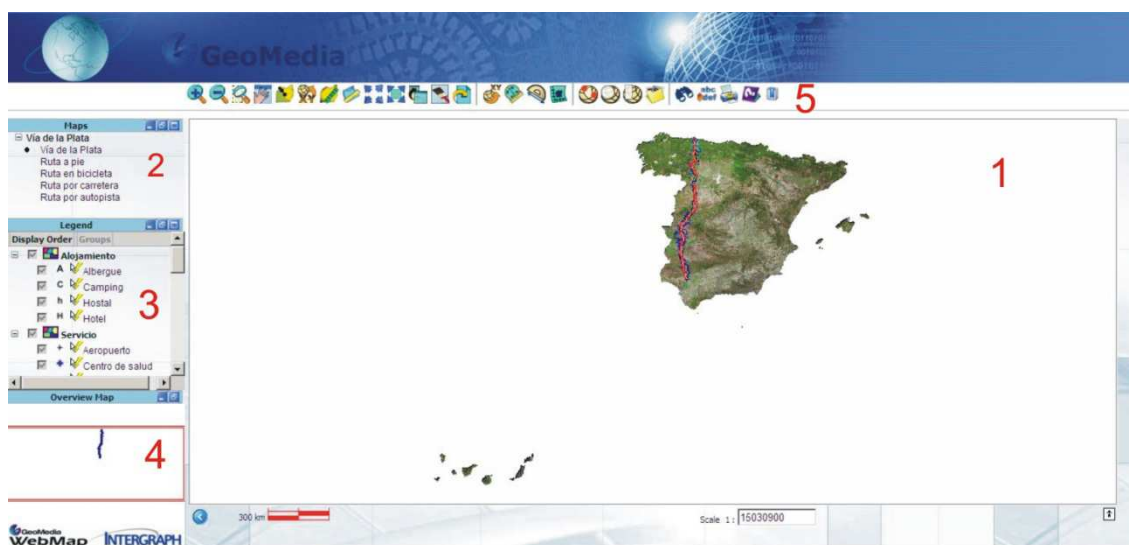 GeoMedia
abc
def
5
Maps
Vía de la Plata
Vía de la Plata
Ruta a pie
Ruta en bicicleta
Ruta por carretera
Ruta por autopista
2
1
Legend
Display Order Groups
Alojamiento
A Albergue
C Camping
h Hostal
H Hotel
3
Servicio
Aeropuerto
Centro de salud
Overview Map
4
300 km
Scale 1 : 15030900
GeoMedia
WebMap INTERGRAPH